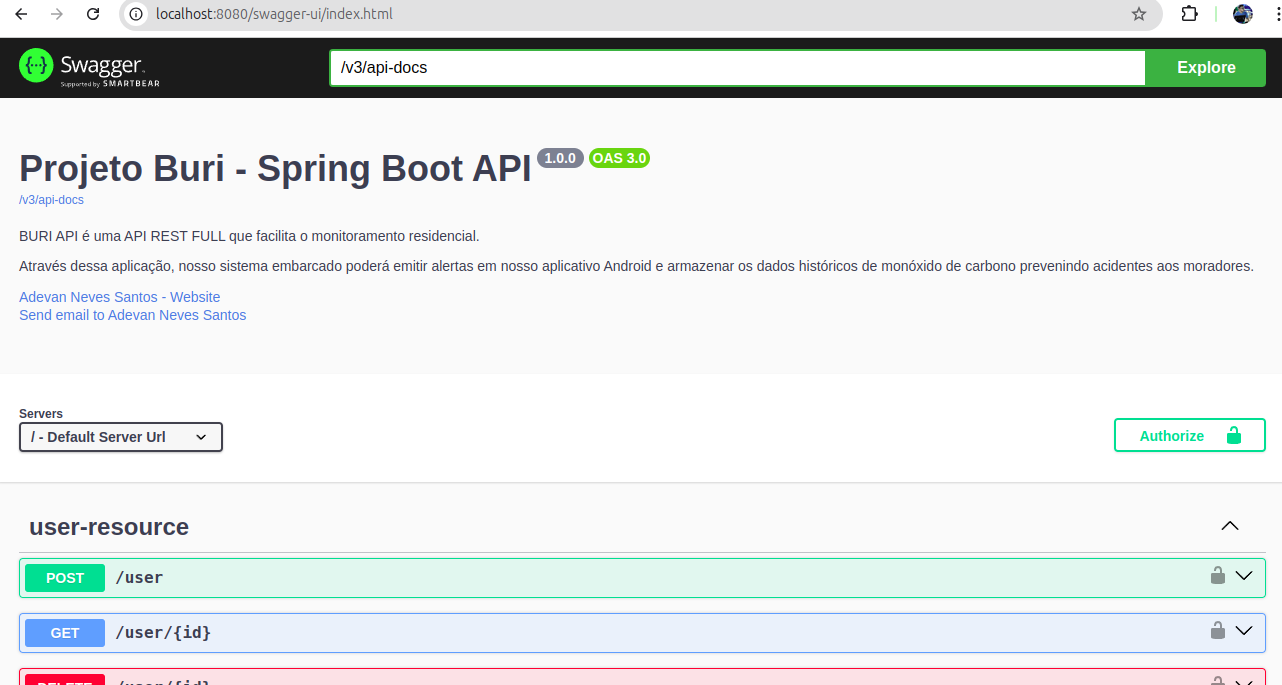 localhost:8080/swagger-ui/index.html
Swagger
Supported by SMARTBEAR
/v3/api-docs
Explore
Projeto Buri - Spring Boot API 1.0.0 OAS 3.0
/v3/api-docs
BURI API é uma API REST FULL que facilita o monitoramento residencial.
Através dessa aplicação, nosso sistema embarcado poderá emitir alertas em nosso aplicativo Android e armazenar os dados históricos de monóxido de carbono prevenindo acidentes aos moradores.
Adevan Neves Santos - Website
Send email to Adevan Neves Santos
Servers
/ - Default Server Url
Authorize
user-resource
POST /user
GET /user/{id}
DELETE /user/{id}